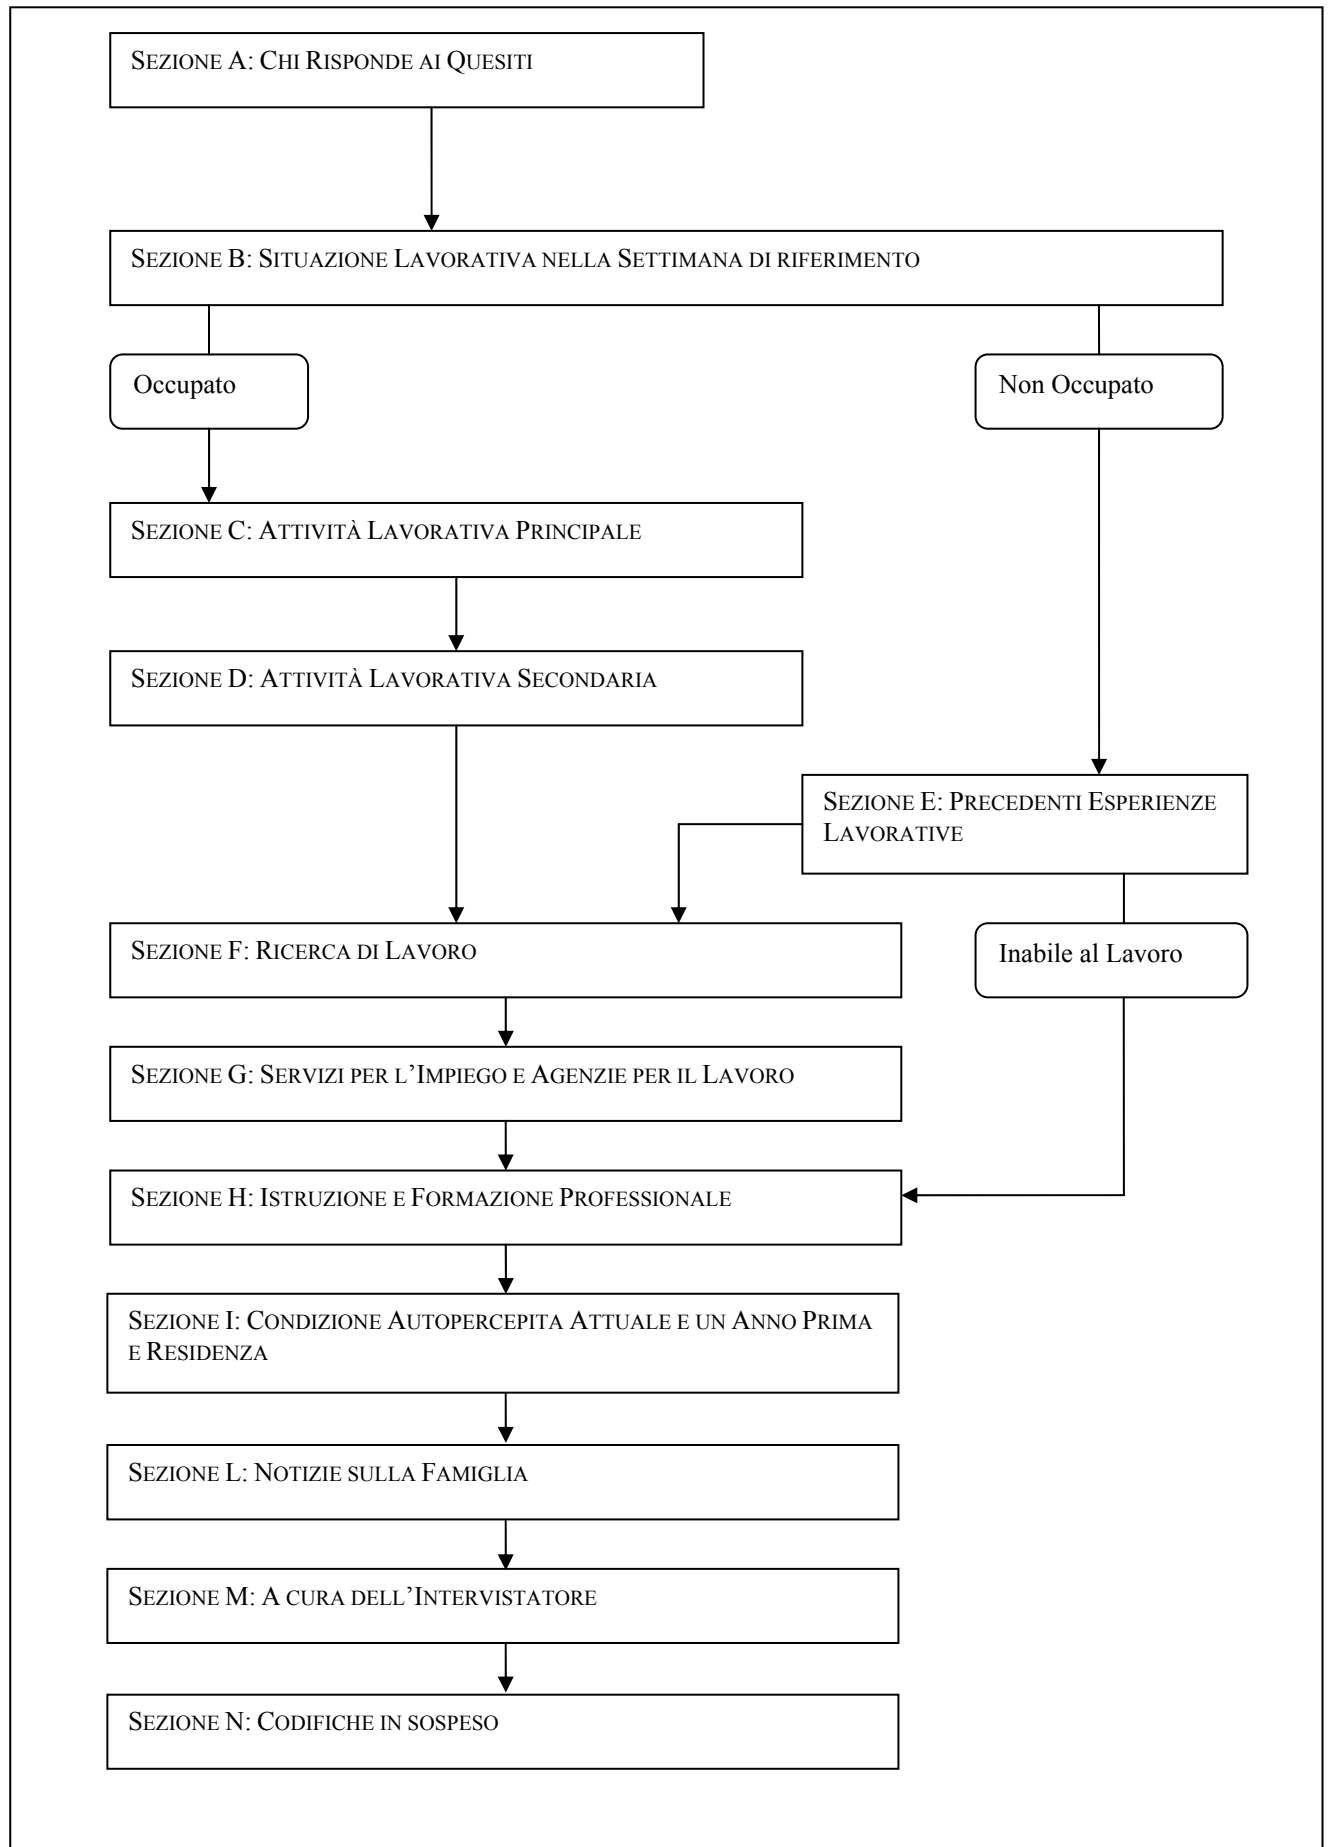 SEZIONE A: CHI RISPONDE AI QUESITI
SEZIONE B: SITUAZIONE LAVORATIVA NELLA SETTIMANA DI RIFERIMENTO
Occupato
Non Occupato
SEZIONE C: ATTIVITÀ LAVORATIVA PRINCIPALE
SEZIONE D: ATTIVITÀ LAVORATIVA SECONDARIA
SEZIONE E: PRECEDENTI ESPERIENZE
LAVORATIVE
SEZIONE F: RICERCA DI LAVORO
Inabile al Lavoro
SEZIONE G: SERVIZI PER L’IMPIEGO E AGENZIE PER IL LAVORO
SEZIONE H: ISTRUZIONE E FORMAZIONE PROFESSIONALE
SEZIONE I: CONDIZIONE AUTOPERCEPITA ATTUALE E UN ANNO PRIMA
E RESIDENZA
SEZIONE L: NOTIZIE SULLA FAMIGLIA
SEZIONE M: A CURA DELL’INTERVISTATORE
SEZIONE N: CODIFICHE IN SOSPESO